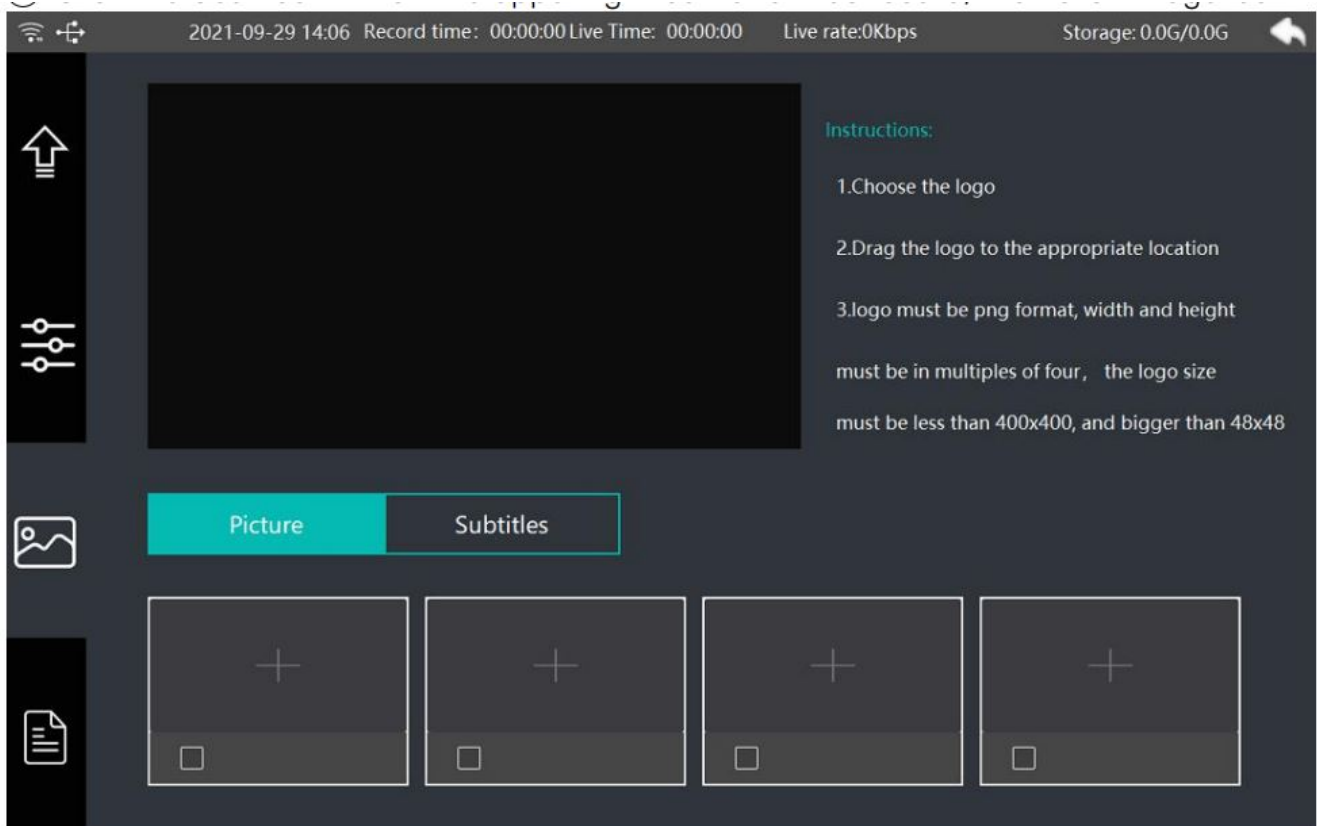 2021-09-29 14:06 Record time: 00:00:00 Live Time: 00:00:00 Live rate:0Kbps Storage: 0.0G/0.0G
Instructions:
1.Choose the logo
2.Drag the logo to the appropriate location
3.logo must be png format, width and height
must be in multiples of four， the logo size
must be less than 400x400, and bigger than 48x48
Picture Subtitles